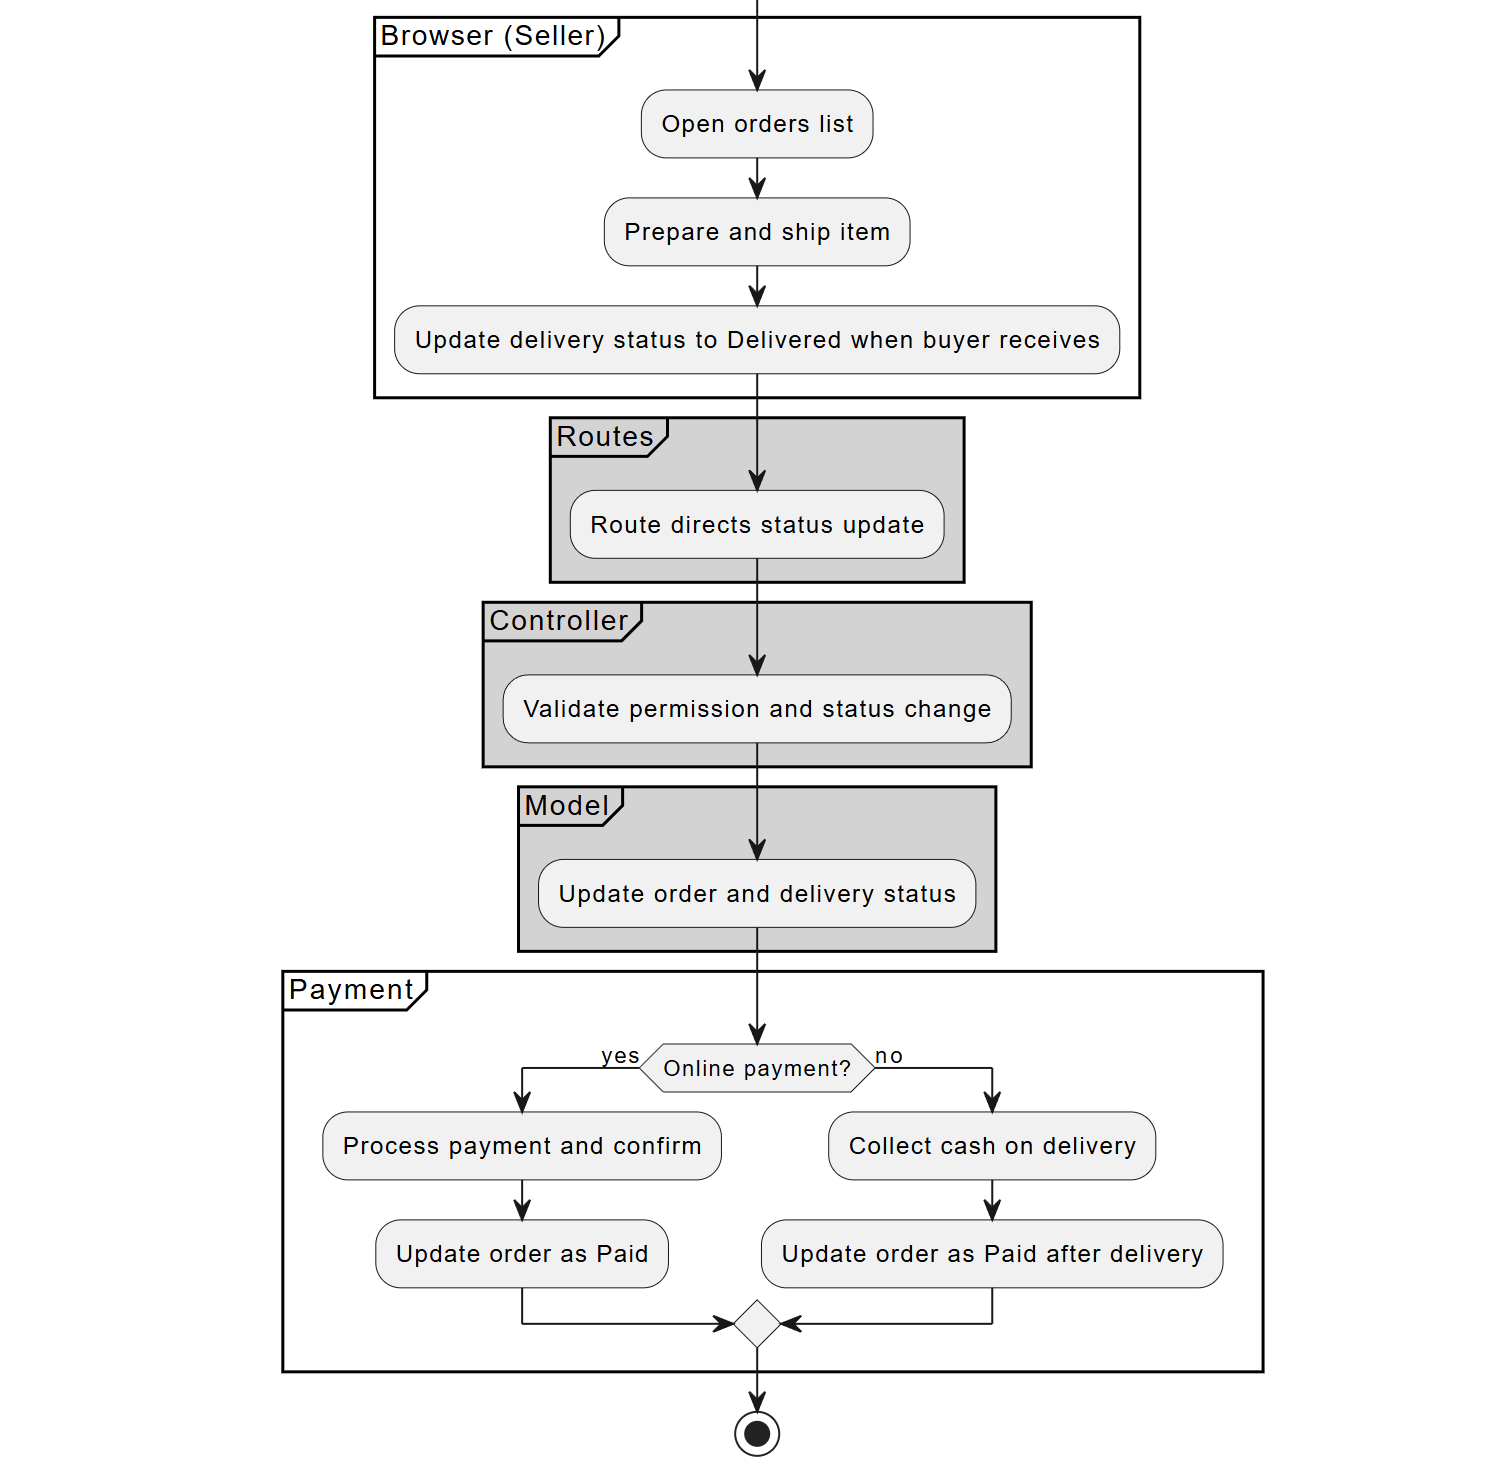 Browser (Seller)
Open orders list
Prepare and ship item
Update delivery status to Delivered when buyer receives
Routes
Route directs status update
Controller
Validate permission and status change
Model
Update order and delivery status
Payment
yes
Online payment?
no
Process payment and confirm
Collect cash on delivery
Update order as Paid
Update order as Paid after delivery